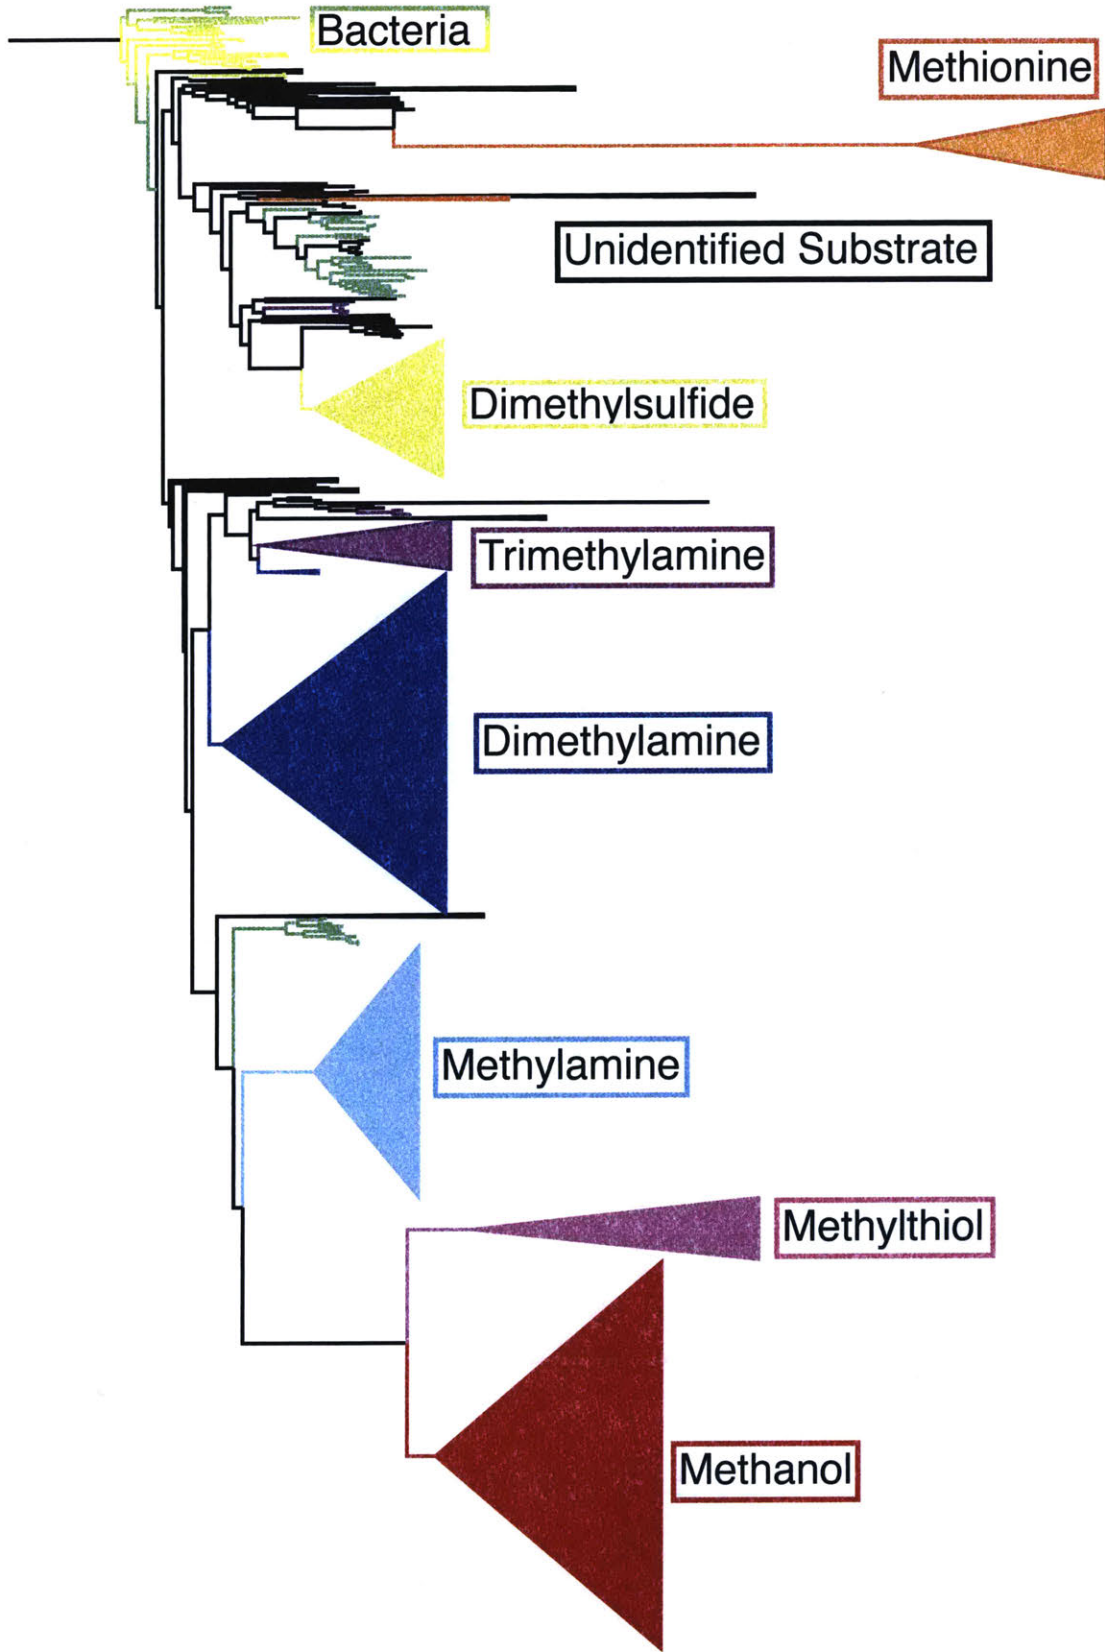 Bacteria
Methionine
Unidentified Substrate
Dimethylsulfide
Trimethylamine
Dimethylamine
Methylamine
Methylthiol
Methanol